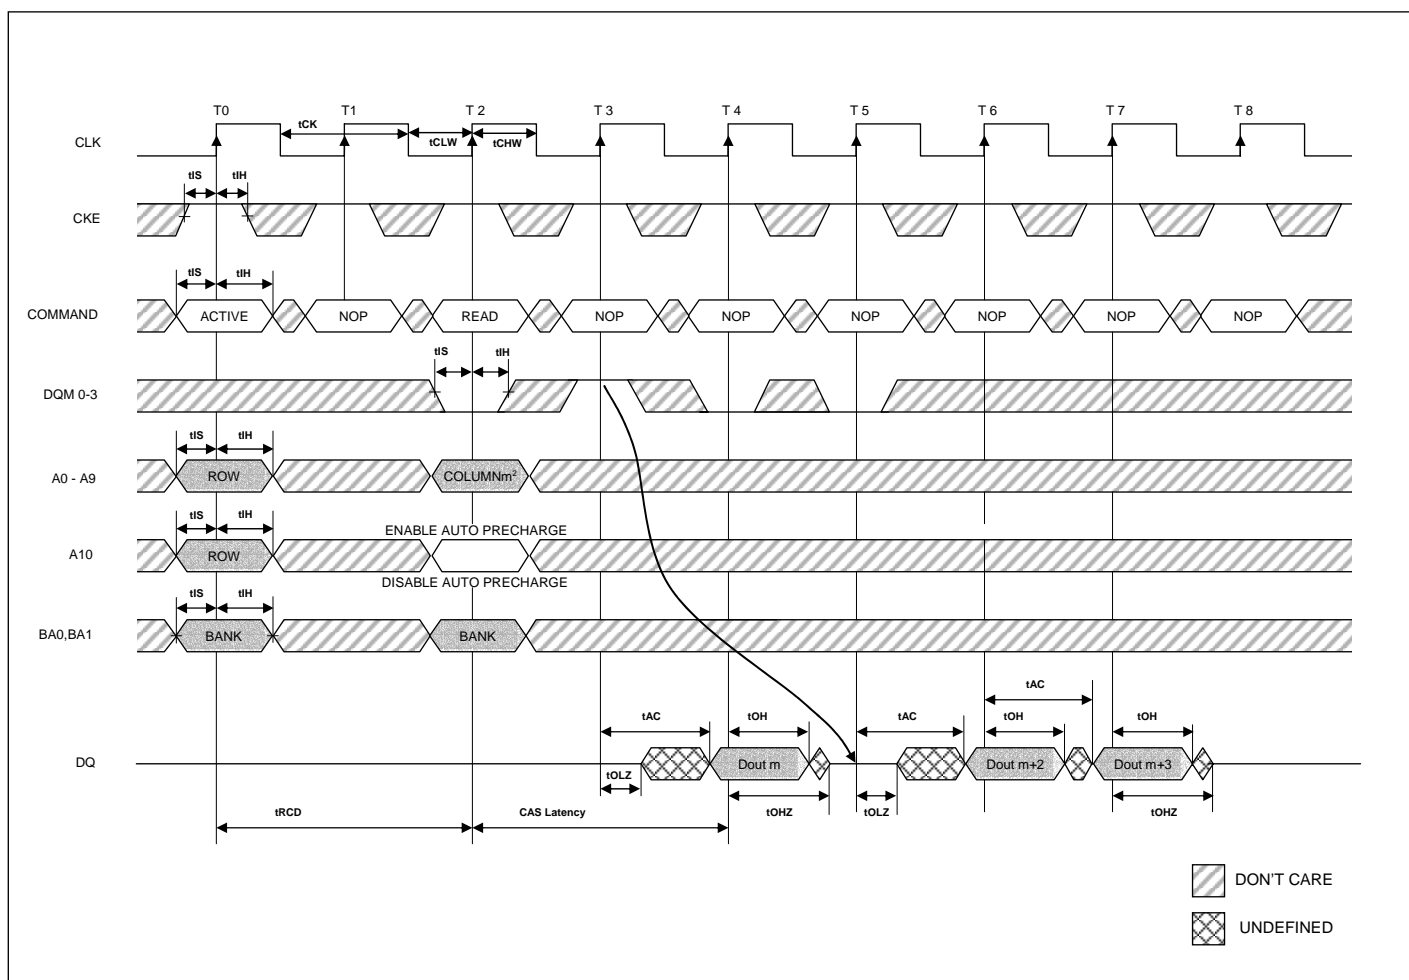 T0 T1 T 2 T 3 T 4 T 5 T 6 T 7 T 8
tCK
CLK
tCLW tCHW
tIS tIH
CKE
tIS tIH
COMMAND ACTIVE NOP READ NOP NOP NOP NOP NOP NOP
tIS tIH
DQM 0-3
tIS tIH
A0 - A9 ROW COLUMNm²
tIS tIH
ENABLE AUTO PRECHARGE
A10 ROW
DISABLE AUTO PRECHARGE
tIS tIH
BA0,BA1 BANK BANK
tAC
tAC tOH tAC tOH tOH
DQ Dout m Dout m+2 Dout m+3
tOLZ tOHZ tOLZ tOHZ
tRCD CAS Latency
DON'T CARE
UNDEFINED